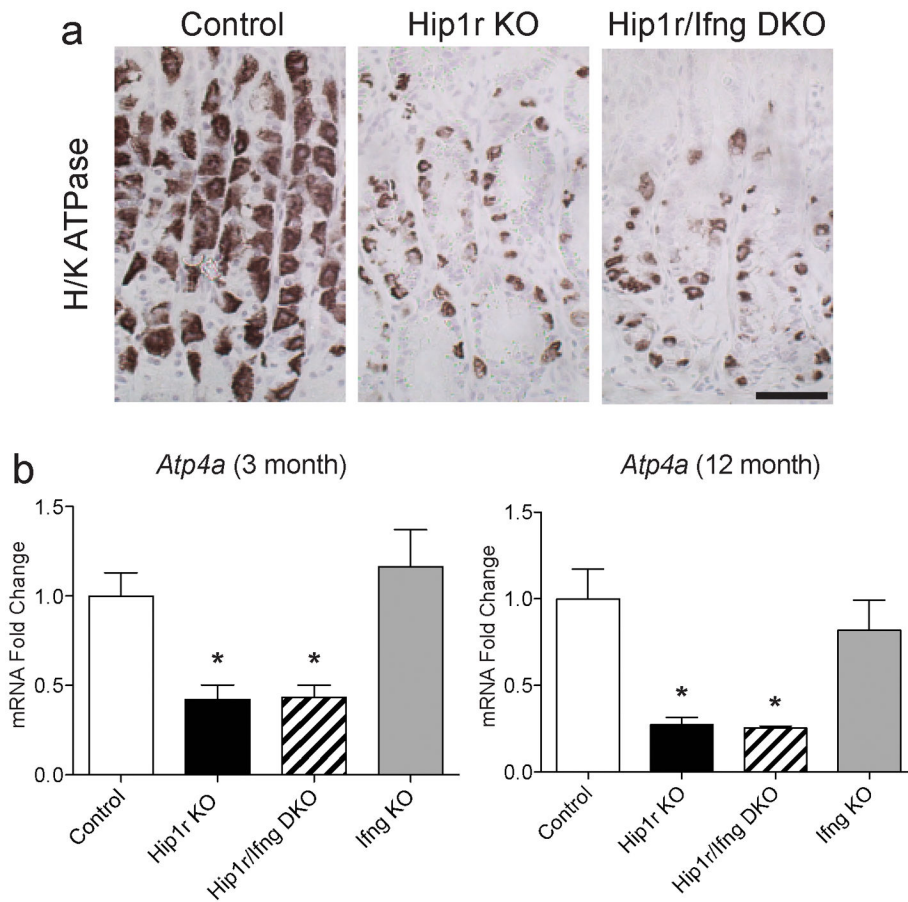 a
Control
Hip1r KO
Hip1r/Ifng DKO
H/K ATPase
b
Atp4a (3 month)
mRNA Fold Change
1.5
1.0
0.5
0.0
*
*
Control
Hip1r KO
Hip1r/Ifng DKO
Ifng KO
Atp4a (12 month)
mRNA Fold Change
1.5
1.0
0.5
0.0
*
*
Control
Hip1r KO
Hip1r/Ifng DKO
Ifng KO